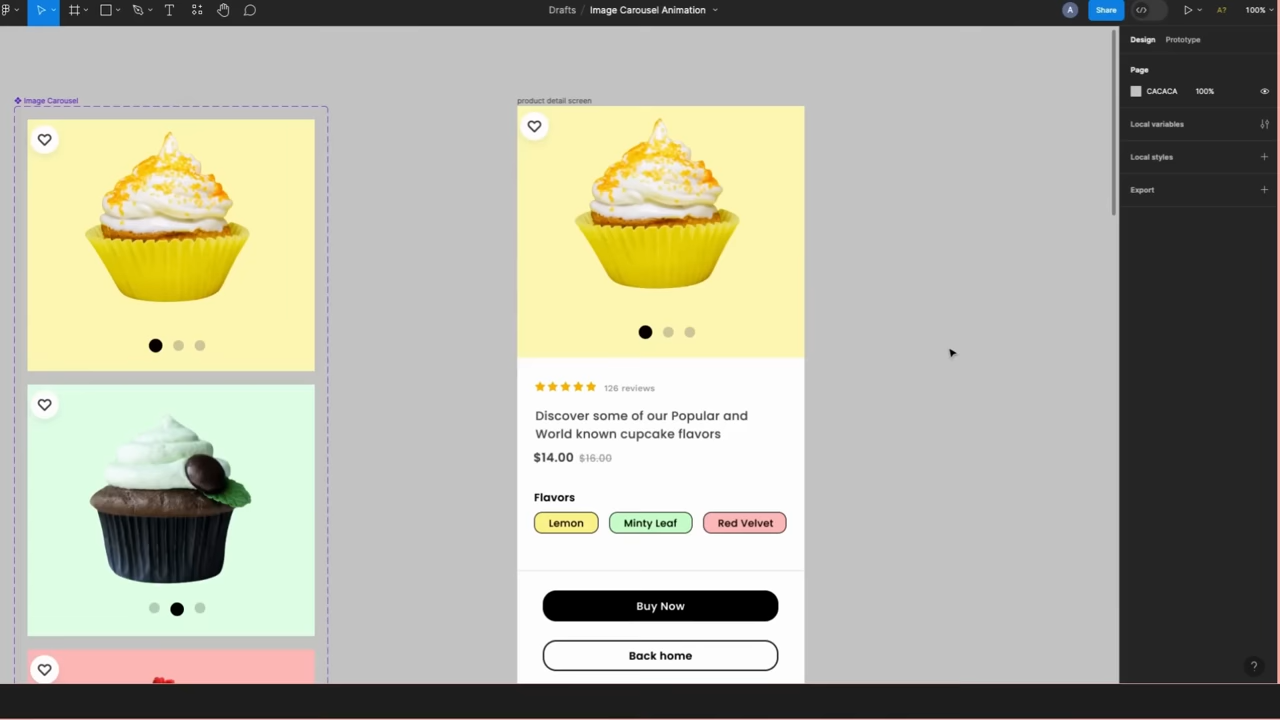 Drafts / Image Carousel Animation
A
Share
</>
A?
100%
Design Prototype
Page
CACACA 100%
Local variables
Local styles
Export
Image Carousel
product detail screen
126 reviews
Discover some of our Popular and
World known cupcake flavors
$14.00 $16.00
Flavors
Lemon Minty Leaf Red Velvet
Buy Now
Back home
?